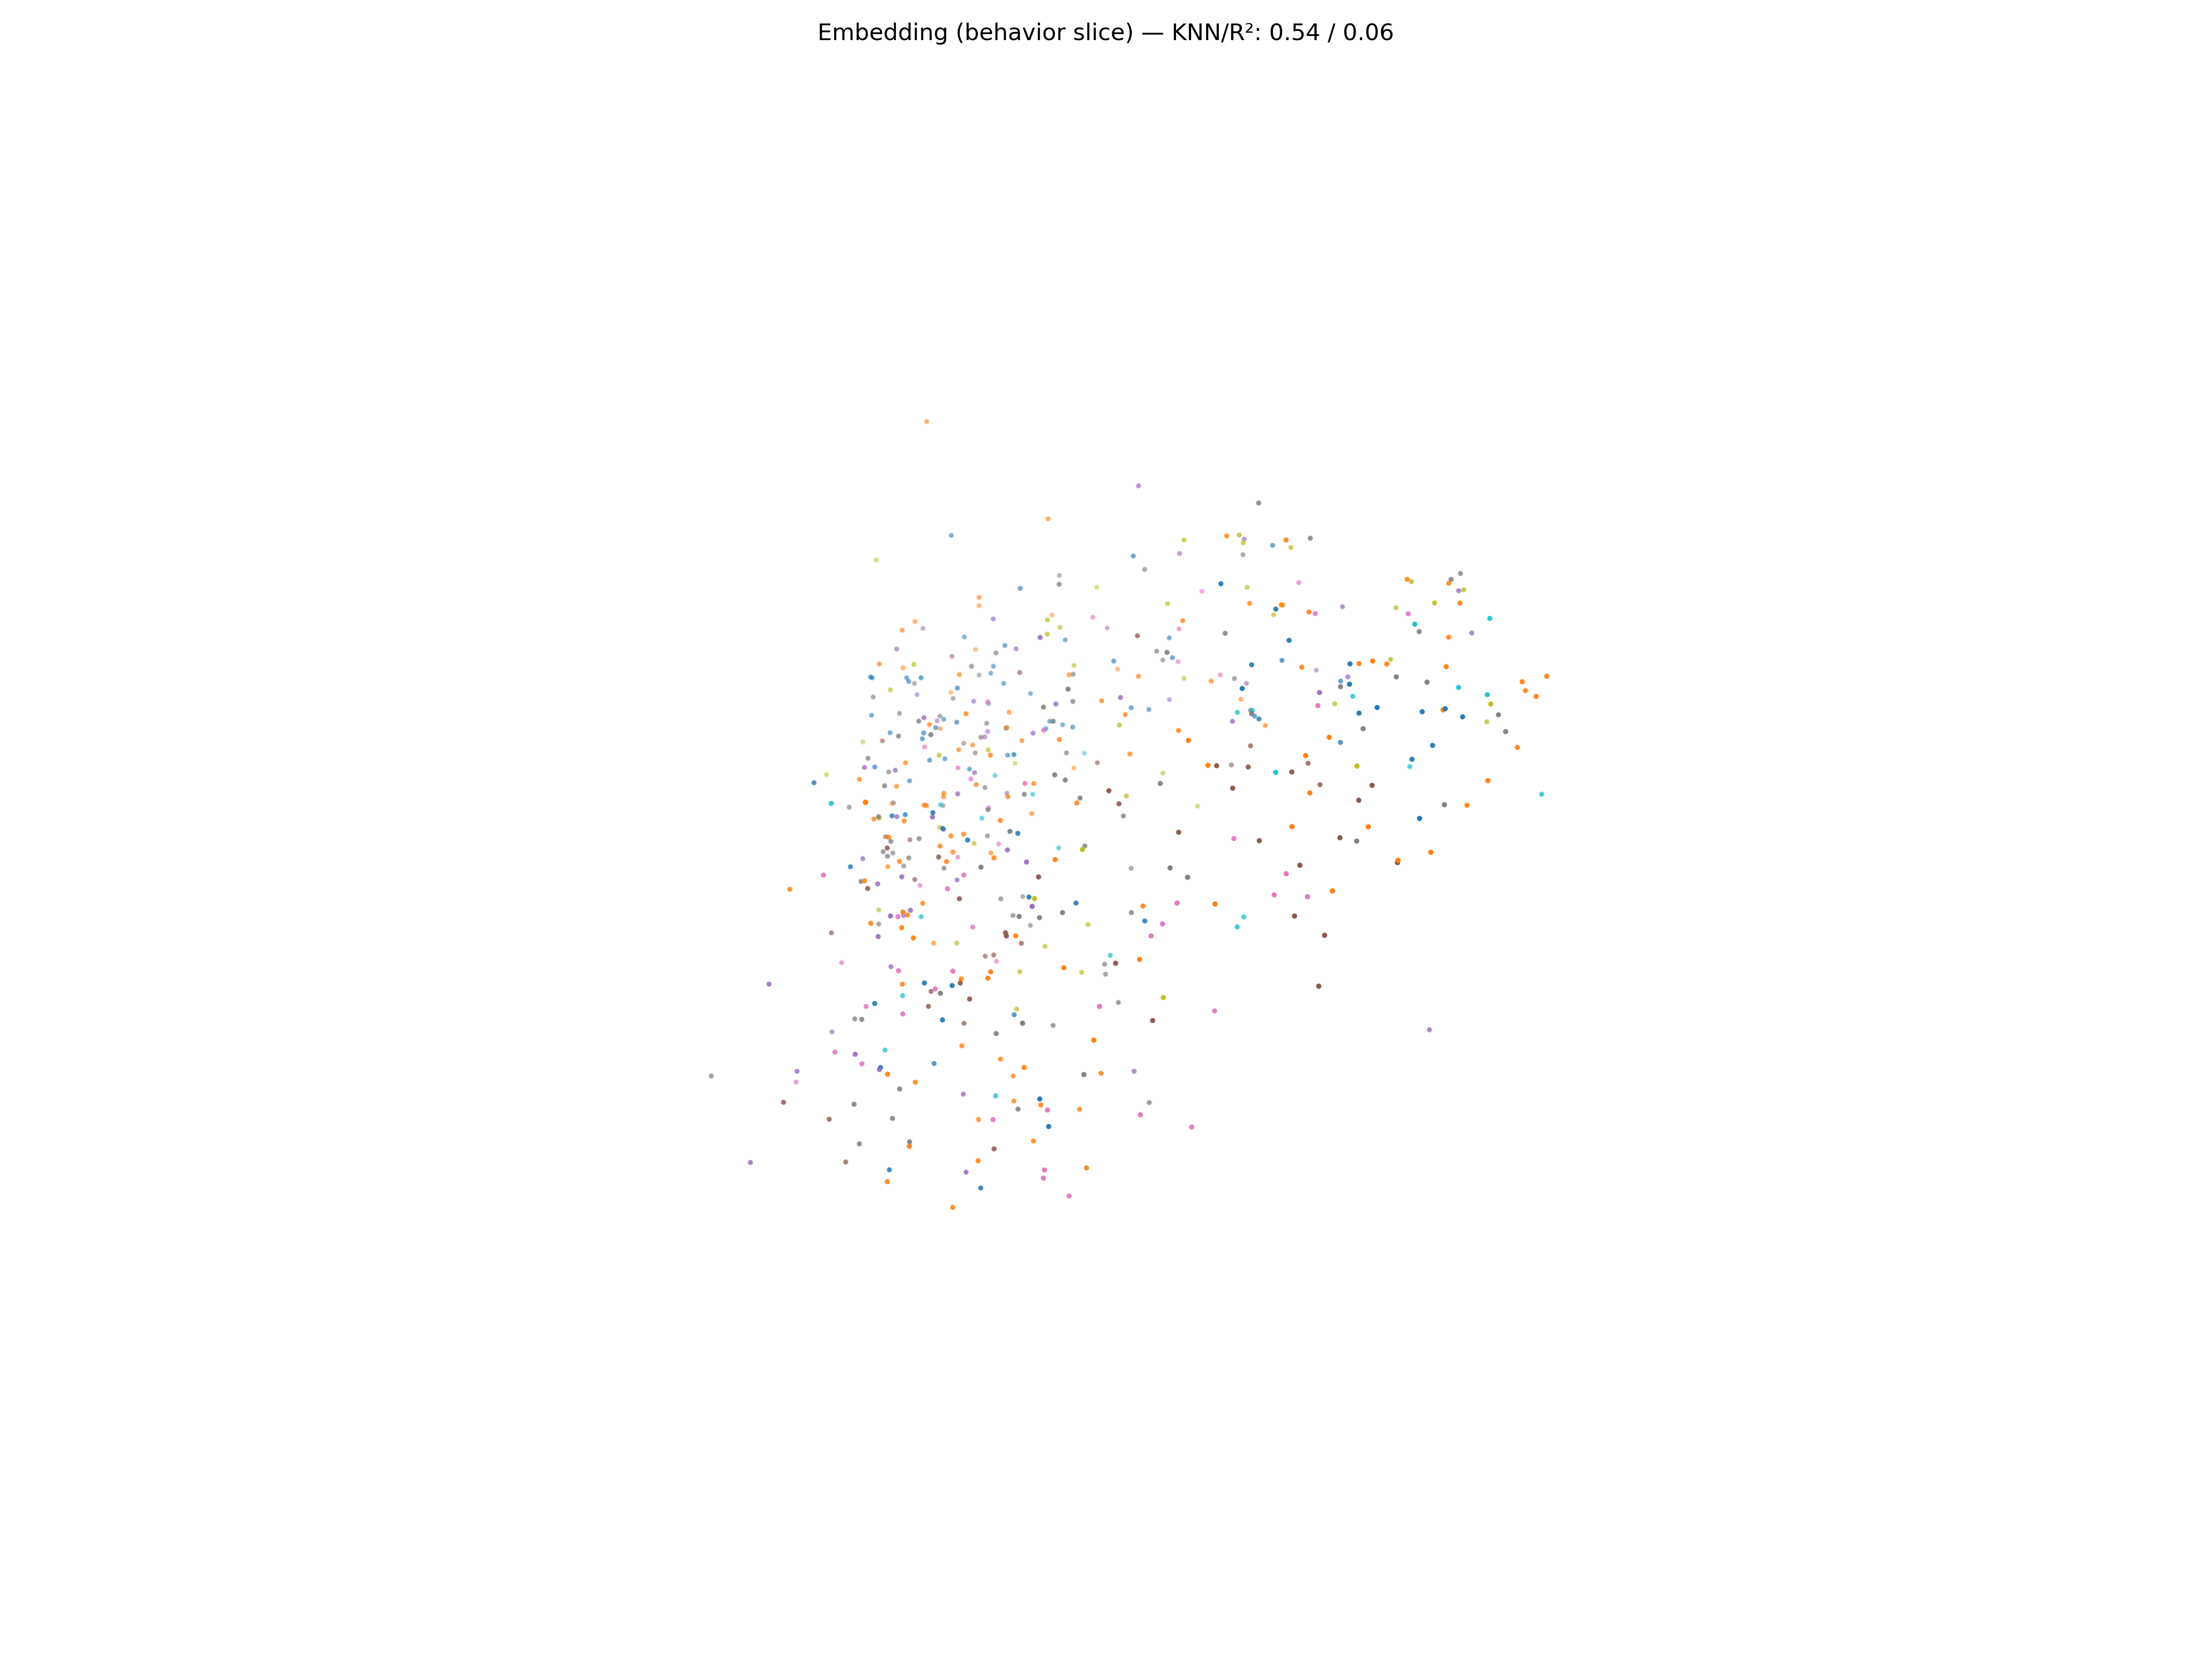 Embedding (behavior slice) — KNN/R²: 0.54 / 0.06